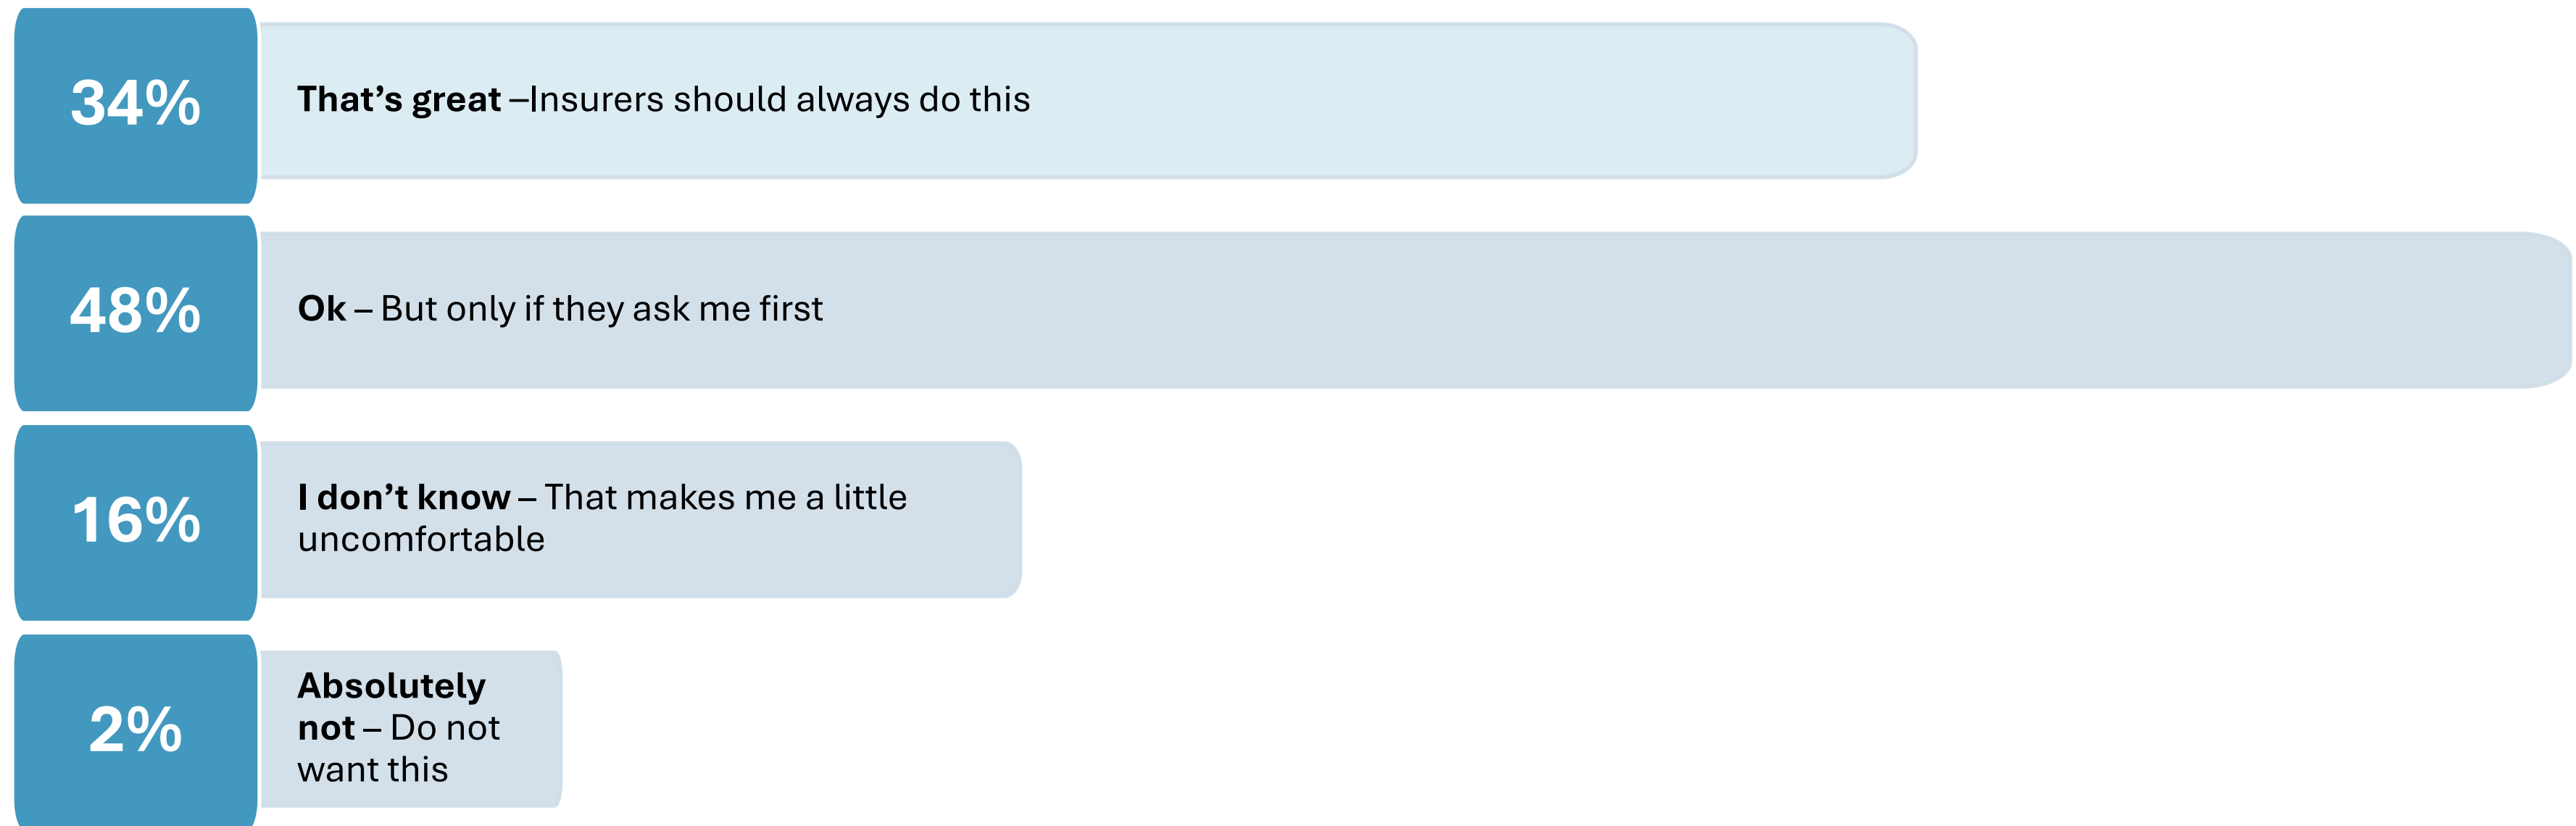 34%
That’s great –Insurers should always do this
48%
Ok – But only if they ask me first
16%
I don’t know – That makes me a little
uncomfortable
2%
Absolutely
not – Do not
want this